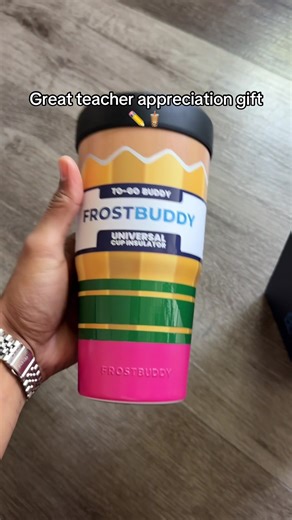 Great teacher appreciation gift
✏️🧋
TO-GO BUDDY
FROSTBUDDY
UNIVERSAL
CUP INSULATOR
FROSTBUDDY